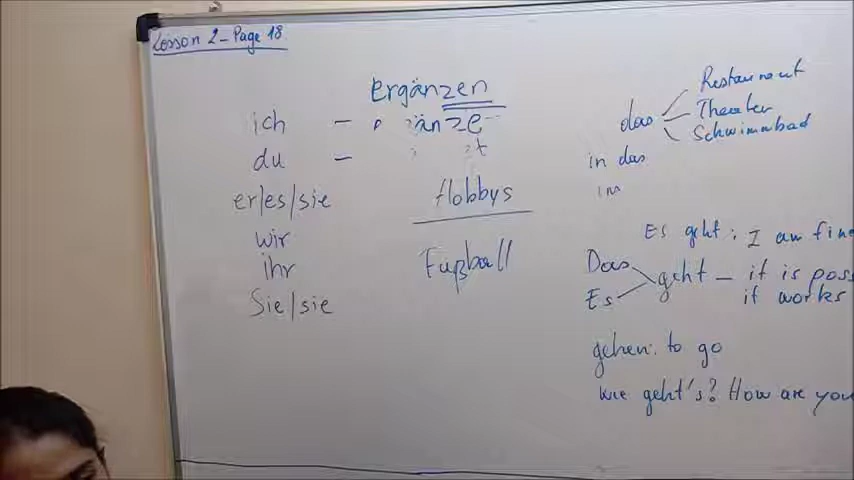 Lesson 2 - Page 18
ergänzen
ich - änze
du - t
er/es/sie
wir
ihr
Sie/sie
Hobbys
Fußball
das Restaurant
Theater
Schwimmbad
in das
im
Es geht: I am fine
Das
Es geht - it is poss
it works
gehen: to go
Wie geht's? How are you